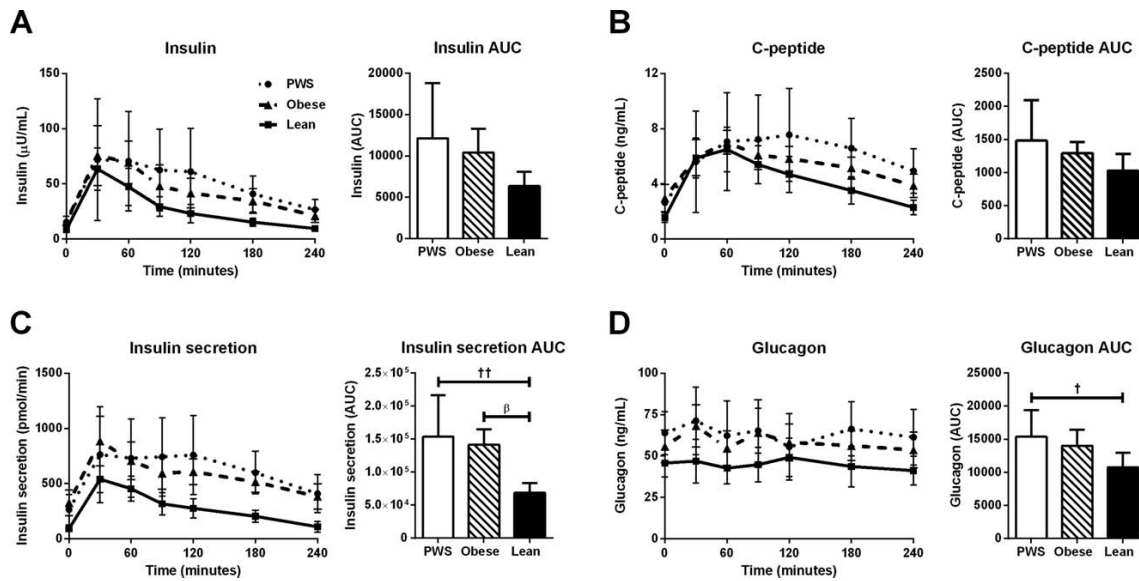 A
Insulin
Insulin (µU/mL)
150
100
50
0
0 60 120 180 240
Time (minutes)
PWS
Obese
Lean
Insulin AUC
Insulin (AUC)
20000
15000
10000
5000
0
PWS Obese Lean
B
C-peptide
C-peptide (ng/mL)
12
8
4
0
0 60 120 180 240
Time (minutes)
C-peptide AUC
C-peptide (AUC)
2500
2000
1500
1000
500
0
PWS Obese Lean
C
Insulin secretion
Insulin secretion (pmol/min)
1500
1000
500
0
0 60 120 180 240
Time (minutes)
Insulin secretion AUC
Insulin secretion (AUC)
2.5×10⁵
2.0×10⁵
1.5×10⁵
1.0×10⁵
5.0×10⁴
0
††
β
PWS Obese Lean
D
Glucagon
Glucagon (ng/mL)
100
75
50
25
0
0 60 120 180 240
Time (minutes)
Glucagon AUC
Glucagon (AUC)
25000
20000
15000
10000
5000
0
†
PWS Obese Lean